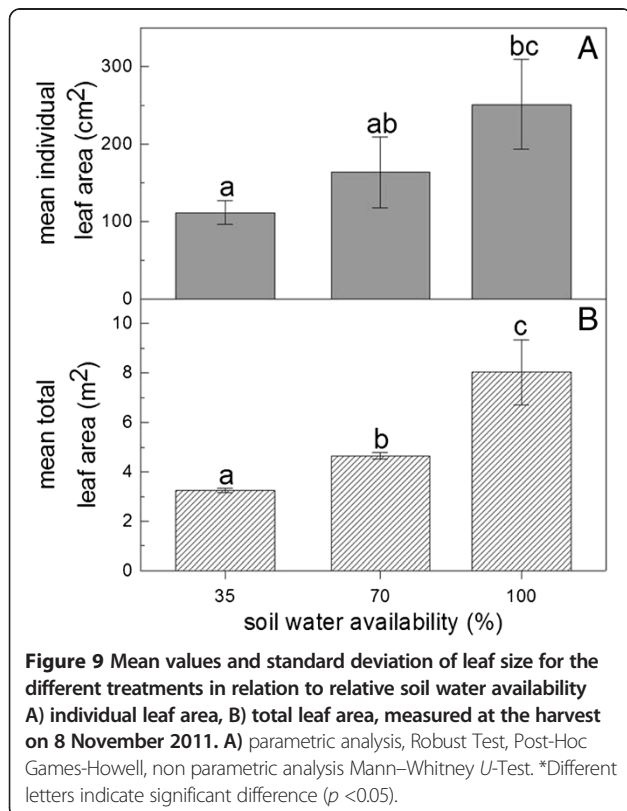 A
mean individual
leaf area (cm²)
300
200
100
0
a
ab
bc
B
mean total
leaf area (m²)
10
8
6
4
2
0
a
b
c
35 70 100
soil water availability (%)
Figure 9 Mean values and standard deviation of leaf size for the
different treatments in relation to relative soil water availability
A) individual leaf area, B) total leaf area, measured at the harvest
on 8 November 2011. A) parametric analysis, Robust Test, Post-Hoc
Games-Howell, non parametric analysis Mann–Whitney U-Test. *Different
letters indicate significant difference (p <0.05).